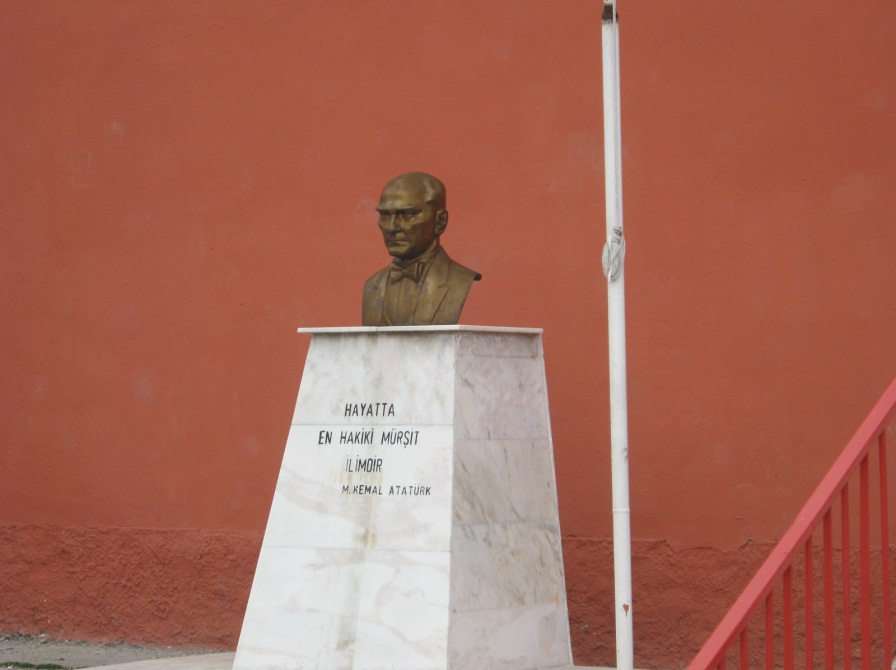 HAYATTA
EN HAKİKİ MÜRŞİT
İLİMDİR
M.KEMAL ATATÜRK